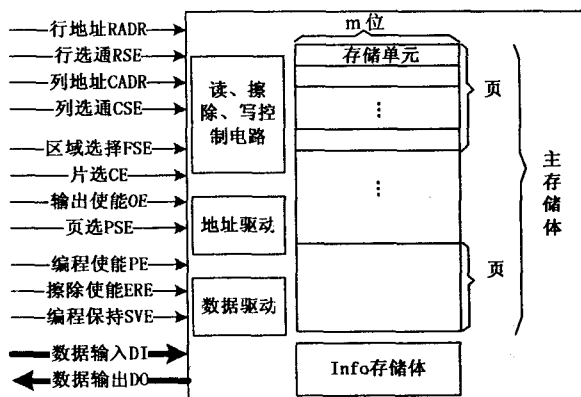 行地址RADR
行选通RSE
列地址CADR
列选通CSE
区域选择FSE
片选CE
输出使能OE
页选PSE
编程使能PE
擦除使能ERE
编程保持SVE
数据输入DI
数据输出DO
读、擦
除、写控
制电路
地址驱动
数据驱动
m位
存储单元
⋮
⋮
页
页
主存储体
Info存储体